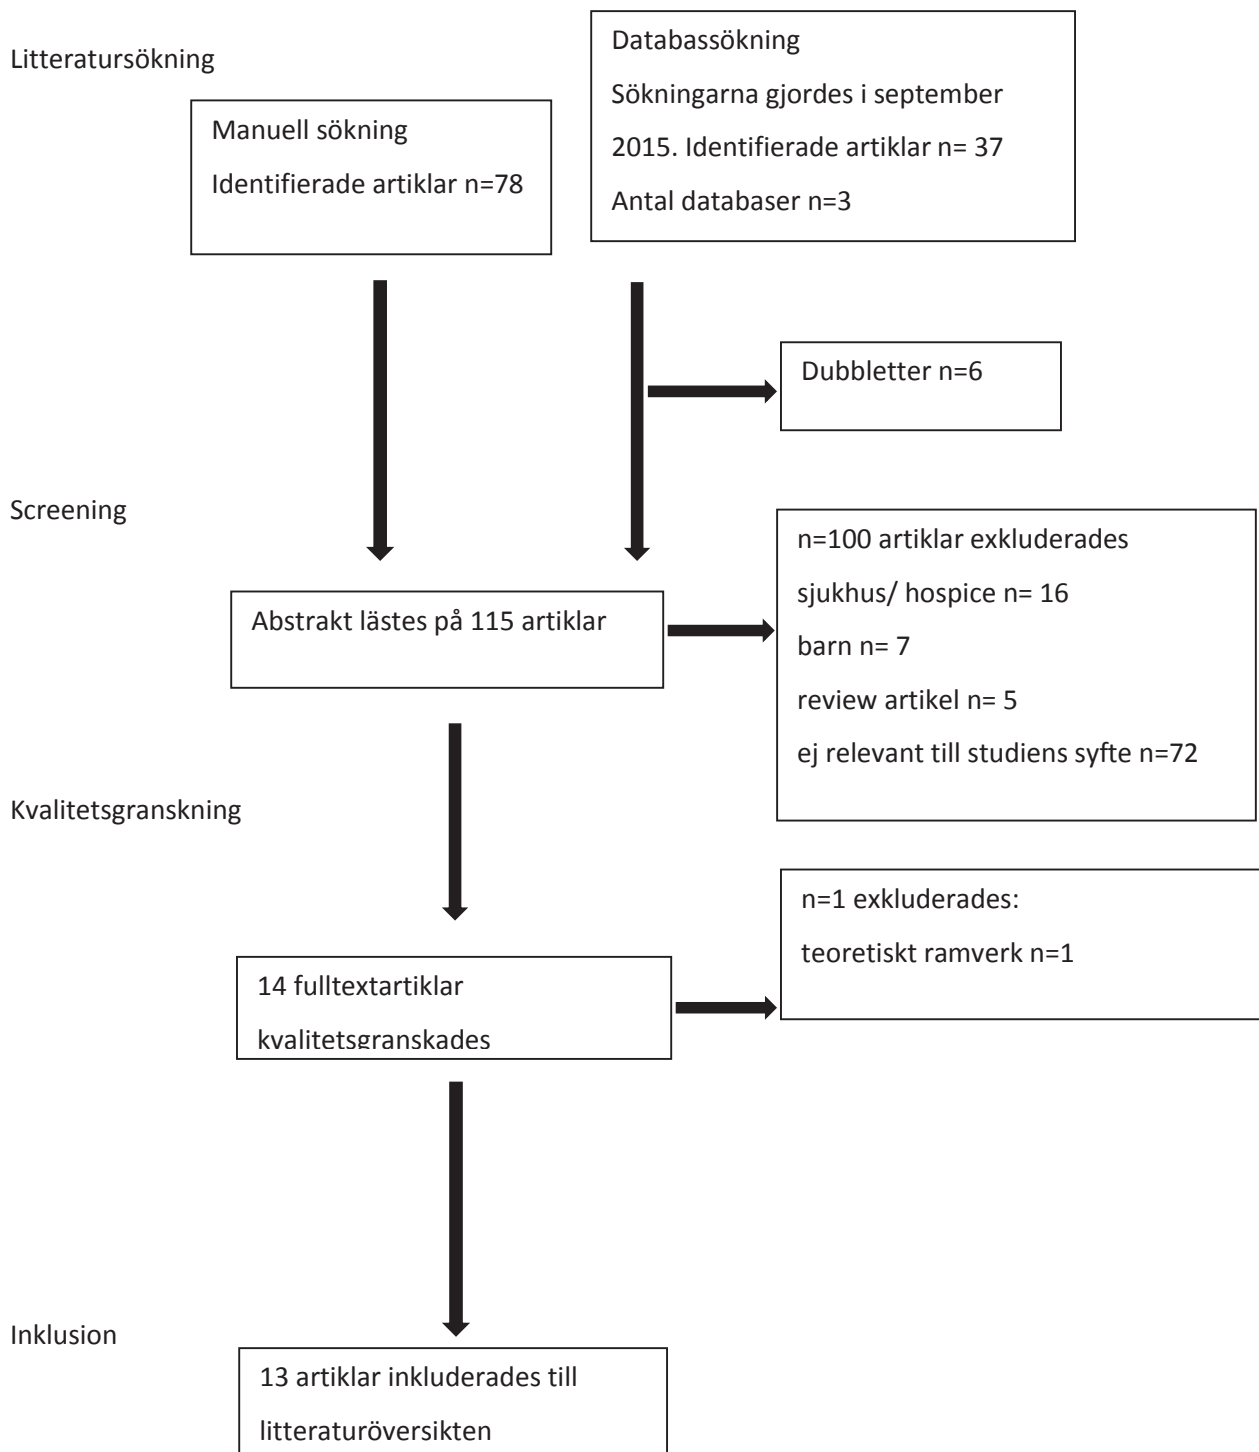 Litteratursökning
Manuell sökning
Identifierade artiklar n=78
Databassökning
Sökningarna gjordes i september
2015. Identifierade artiklar n= 37
Antal databaser n=3
Dubbletter n=6
Screening
Abstrakt lästes på 115 artiklar
n=100 artiklar exkluderades
sjukhus/ hospice n= 16
barn n= 7
review artikel n= 5
ej relevant till studiens syfte n=72
Kvalitetsgranskning
14 fulltextartiklar
kvalitetsgranskades
n=1 exkluderades:
teoretiskt ramverk n=1
Inklusion
13 artiklar inkluderades till
litteraturöversikten